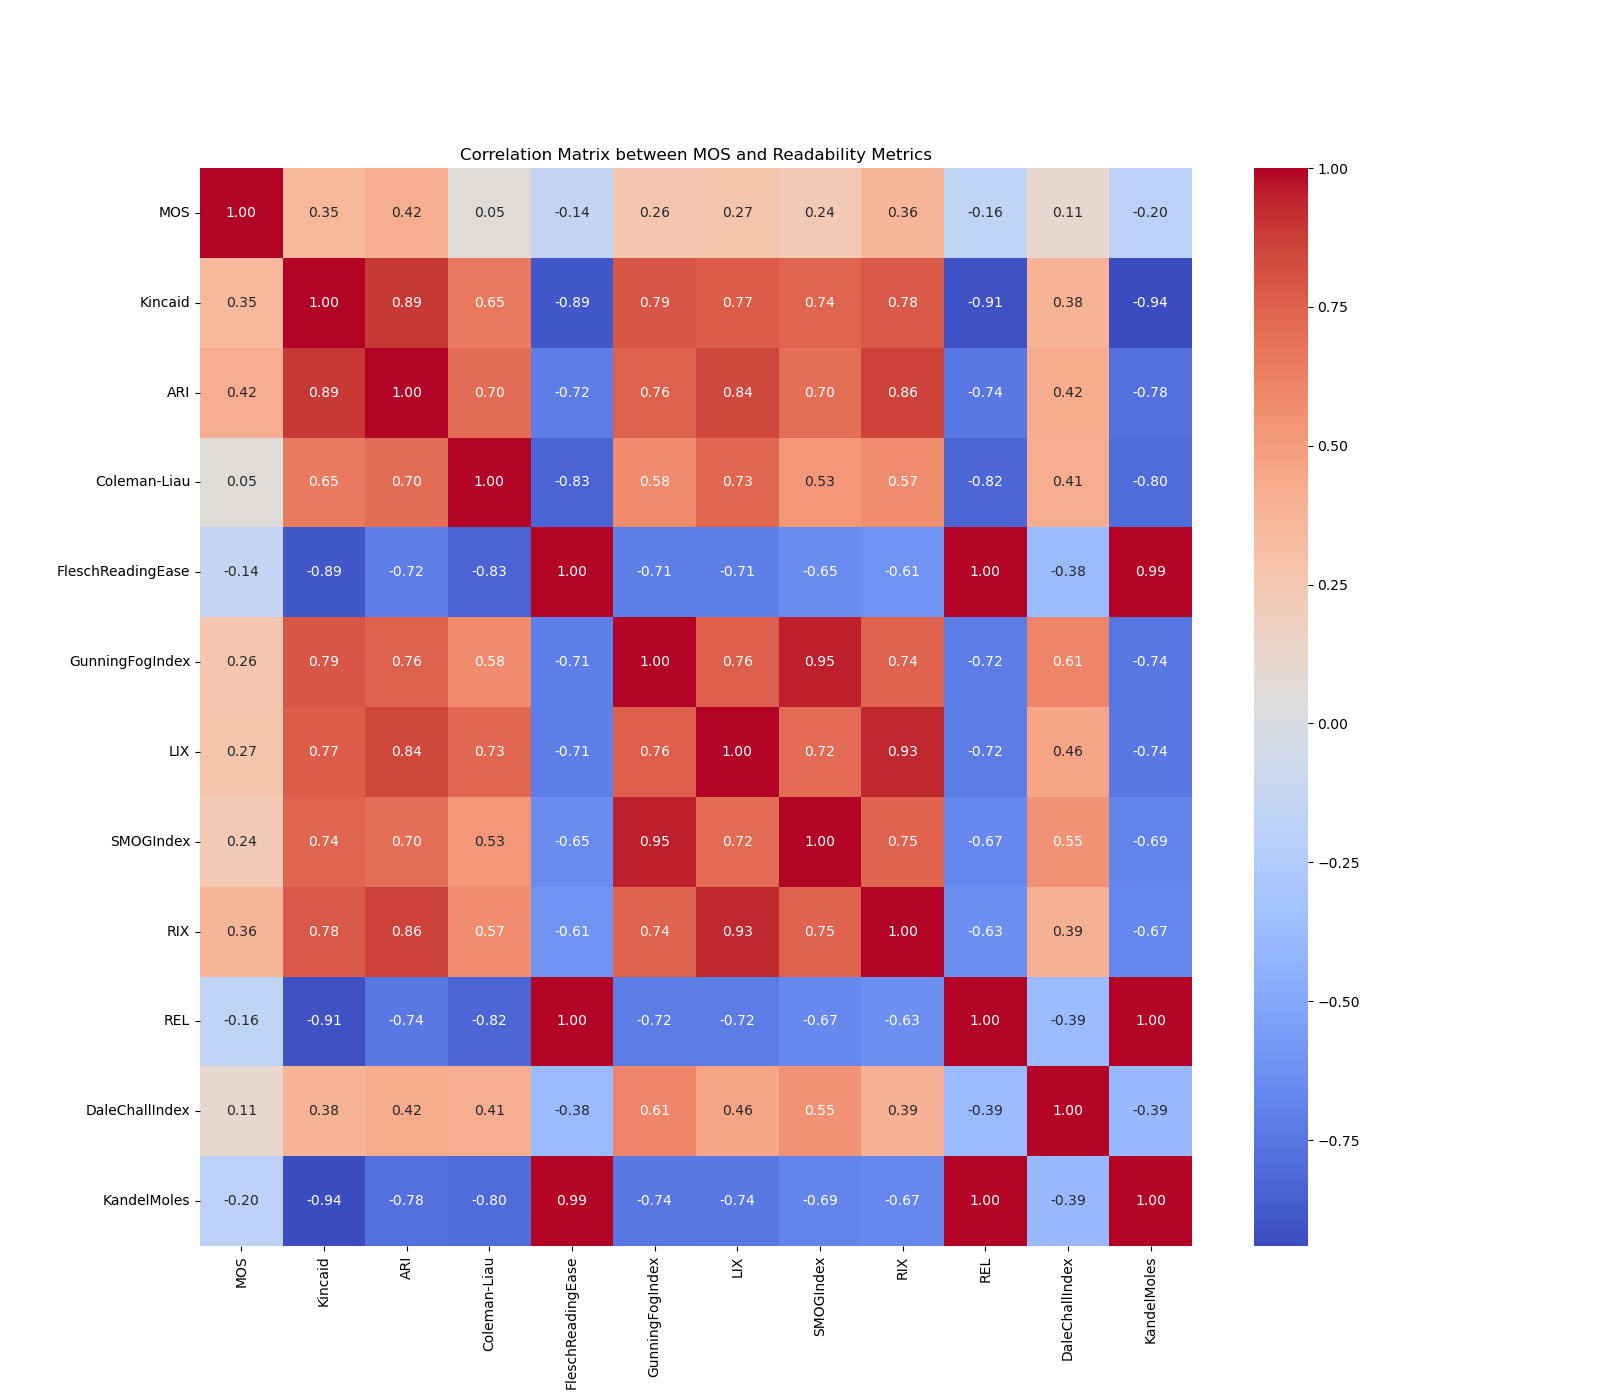 Correlation Matrix between MOS and Readability Metrics
MOS 1.00 0.35 0.42 0.05 -0.14 0.26 0.27 0.24 0.36 -0.16 0.11 -0.20
Kincaid 0.35 1.00 0.89 0.65 -0.89 0.79 0.77 0.74 0.78 -0.91 0.38 -0.94
ARI 0.42 0.89 1.00 0.70 -0.72 0.76 0.84 0.70 0.86 -0.74 0.42 -0.78
Coleman-Liau 0.05 0.65 0.70 1.00 -0.83 0.58 0.73 0.53 0.57 -0.82 0.41 -0.80
FleschReadingEase -0.14 -0.89 -0.72 -0.83 1.00 -0.71 -0.71 -0.65 -0.61 1.00 -0.38 0.99
GunningFogIndex 0.26 0.79 0.76 0.58 -0.71 1.00 0.76 0.95 0.74 -0.72 0.61 -0.74
LIX 0.27 0.77 0.84 0.73 -0.71 0.76 1.00 0.72 0.93 -0.72 0.46 -0.74
SMOGIndex 0.24 0.74 0.70 0.53 -0.65 0.95 0.72 1.00 0.75 -0.67 0.55 -0.69
RIX 0.36 0.78 0.86 0.57 -0.61 0.74 0.93 0.75 1.00 -0.63 0.39 -0.67
REL -0.16 -0.91 -0.74 -0.82 1.00 -0.72 -0.72 -0.67 -0.63 1.00 -0.39 1.00
DaleChallIndex 0.11 0.38 0.42 0.41 -0.38 0.61 0.46 0.55 0.39 -0.39 1.00 -0.39
KandelMoles -0.20 -0.94 -0.78 -0.80 0.99 -0.74 -0.74 -0.69 -0.67 1.00 -0.39 1.00
MOS
Kincaid
ARI
Coleman-Liau
FleschReadingEase
GunningFogIndex
LIX
SMOGIndex
RIX
REL
DaleChallIndex
KandelMoles
1.00
0.75
0.50
0.25
0.00
−0.25
−0.50
−0.75